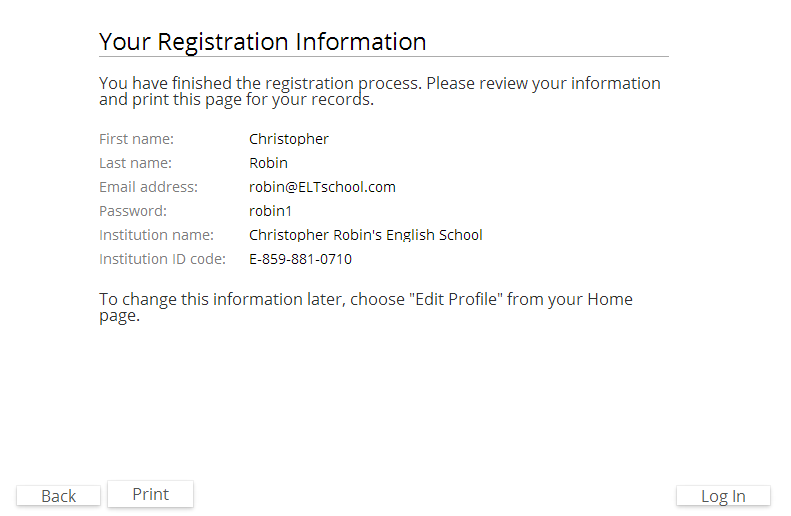 Your Registration Information
You have finished the registration process. Please review your information
and print this page for your records.
First name: Christopher
Last name: Robin
Email address: robin@ELTschool.com
Password: robin1
Institution name: Christopher Robin's English School
Institution ID code: E-859-881-0710
To change this information later, choose "Edit Profile" from your Home
page.
Back Print Log In